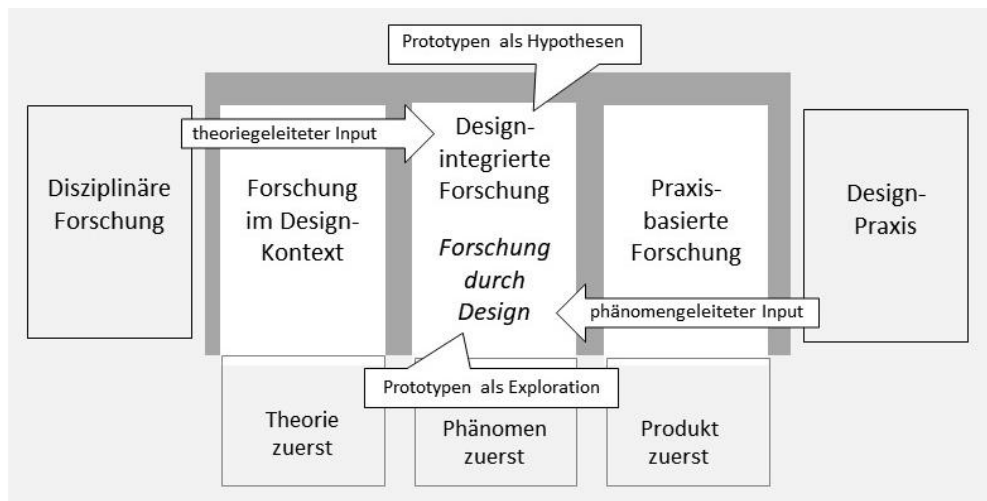 Prototypen als Hypothesen
theoriegeleiteter Input
Disziplinäre
Forschung
Forschung
im Design-
Kontext
Design-
integrierte
Forschung
Forschung
durch
Design
Praxis-
basierte
Forschung
Design-
Praxis
phänomengeleiteter Input
Prototypen als Exploration
Theorie
zuerst
Phänomen
zuerst
Produkt
zuerst